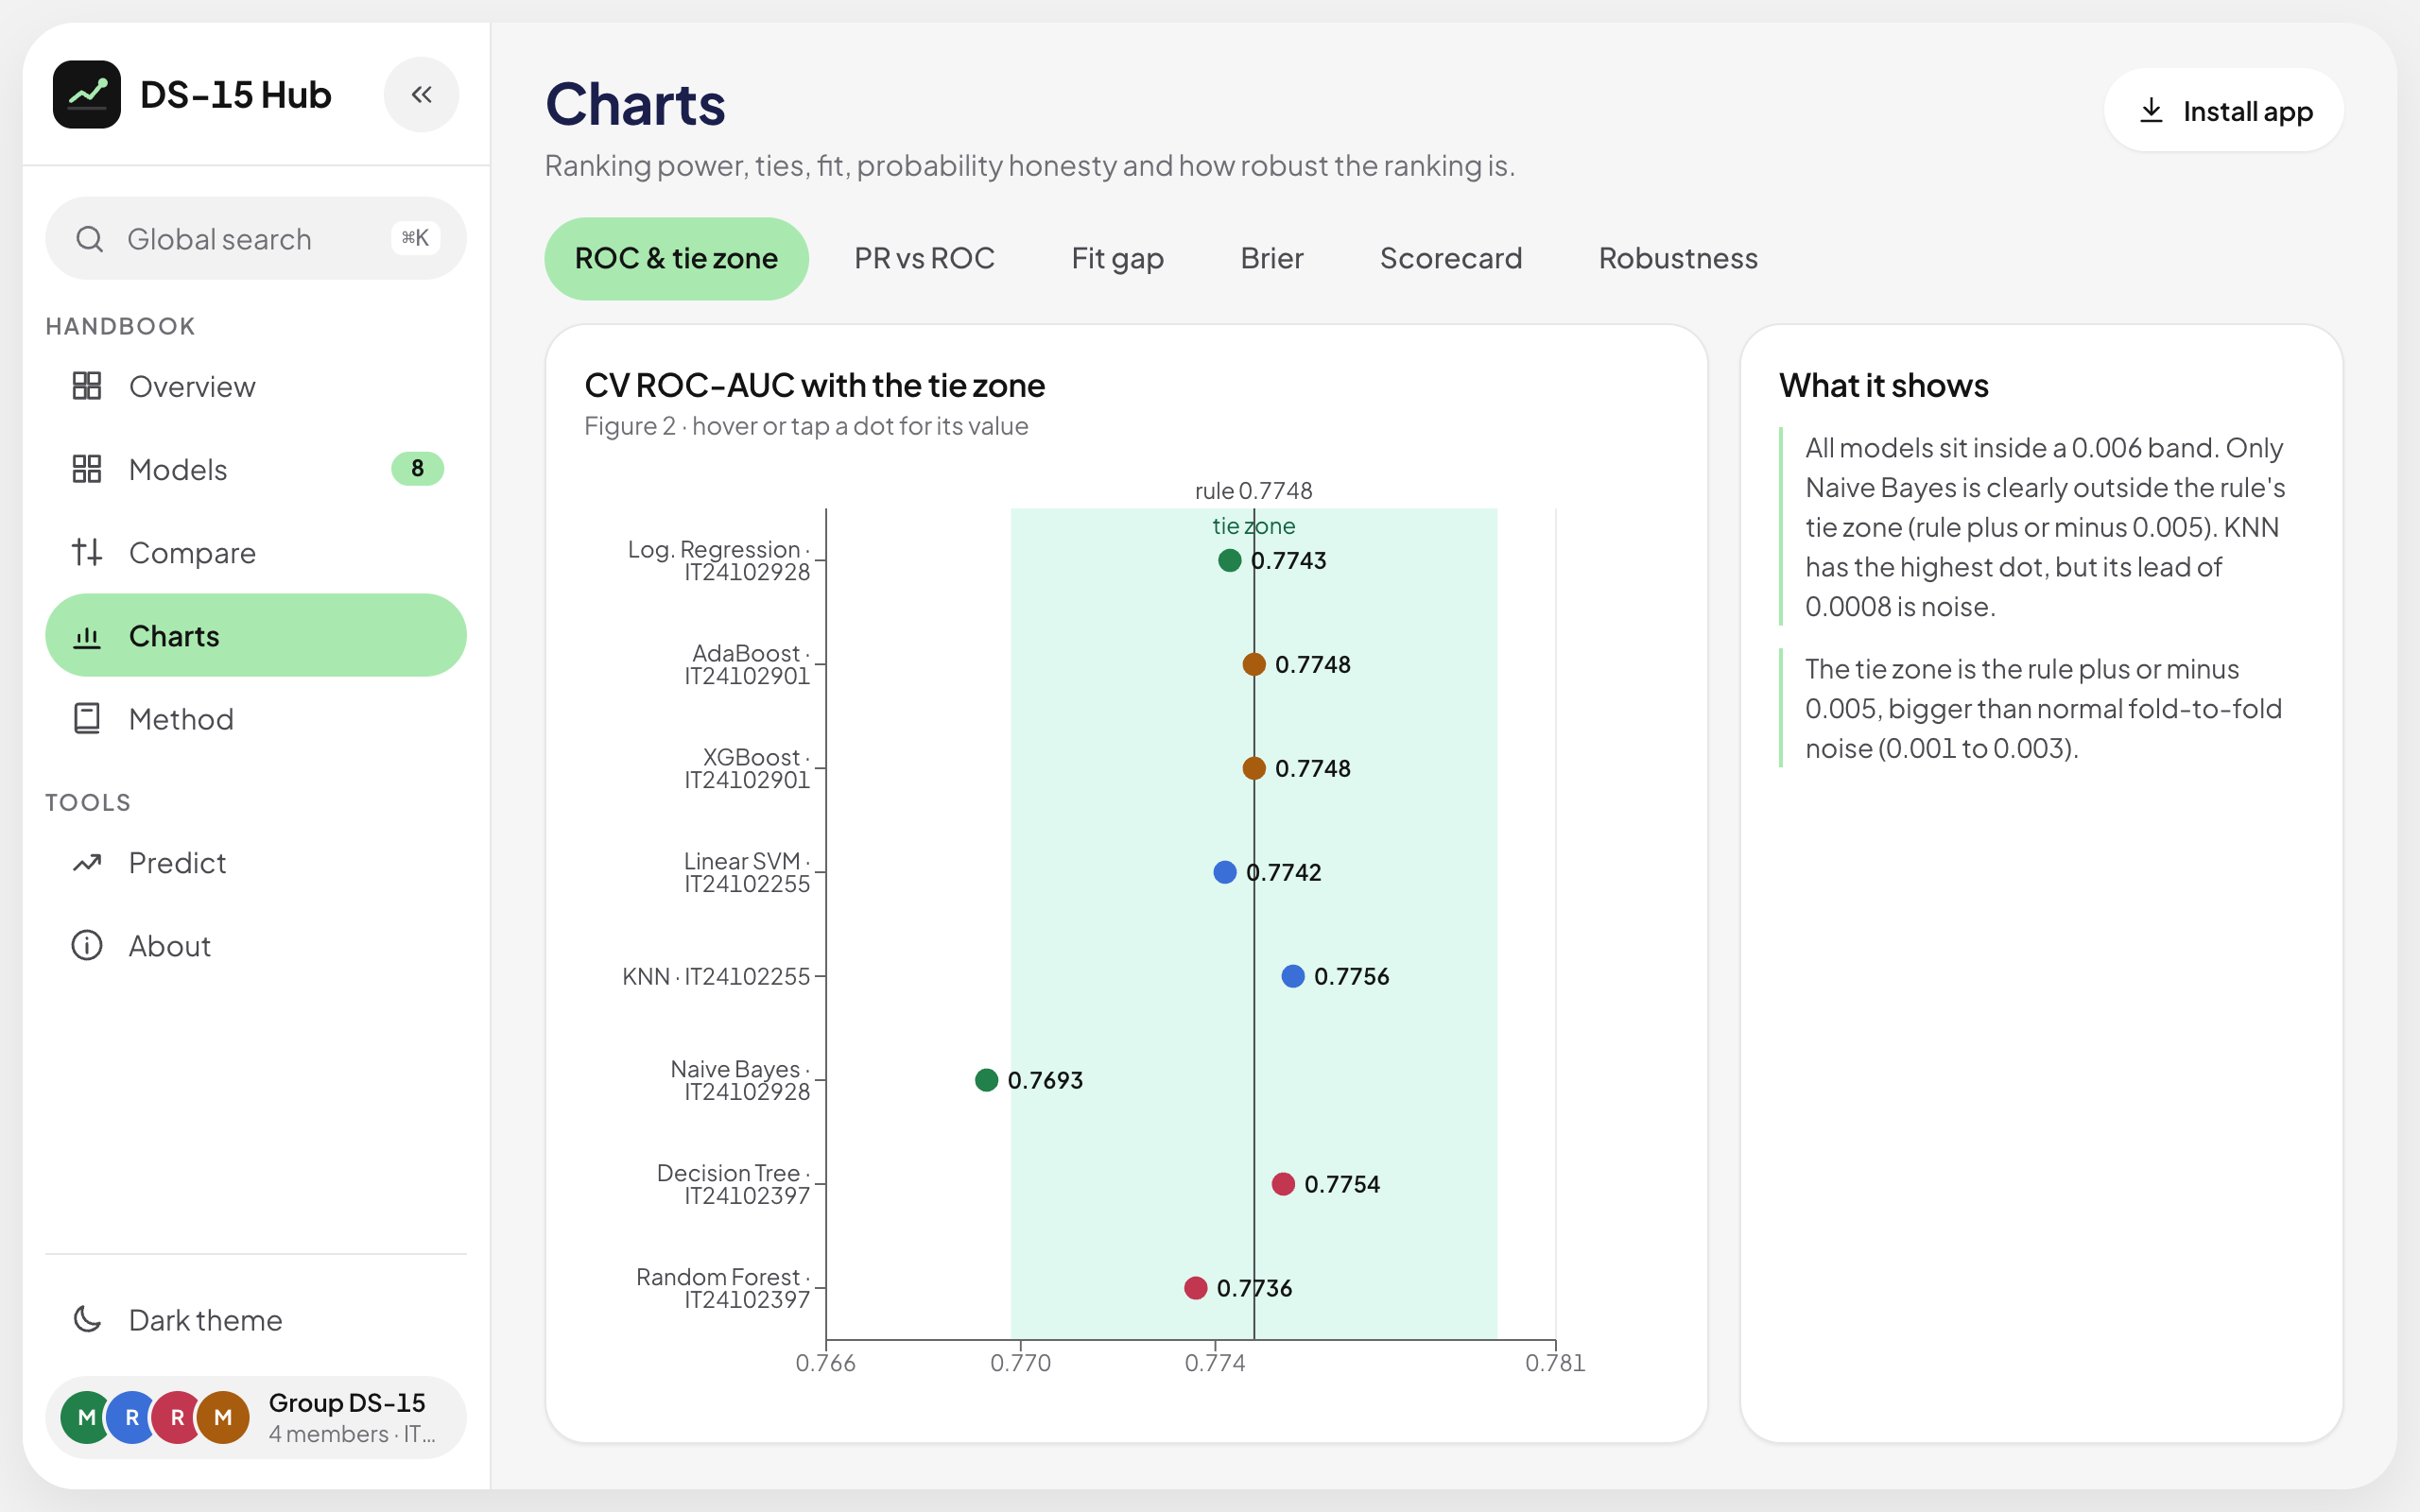 DS-15 Hub
Global search
⌘K
HANDBOOK
Overview
Models
8
Compare
Charts
Method
TOOLS
Predict
About
Dark theme
M R R M
Group DS-15
4 members · IT…
Charts
Ranking power, ties, fit, probability honesty and how robust the ranking is.
Install app
ROC & tie zone
PR vs ROC
Fit gap
Brier
Scorecard
Robustness
CV ROC-AUC with the tie zone
Figure 2 · hover or tap a dot for its value
rule 0.7748
tie zone
Log. Regression ·
IT24102928
0.7743
AdaBoost ·
IT24102901
0.7748
XGBoost ·
IT24102901
0.7748
Linear SVM ·
IT24102255
0.7742
KNN · IT24102255
0.7756
Naive Bayes ·
IT24102928
0.7693
Decision Tree ·
IT24102397
0.7754
Random Forest ·
IT24102397
0.7736
0.766
0.770
0.774
0.781
What it shows
All models sit inside a 0.006 band. Only
Naive Bayes is clearly outside the rule's
tie zone (rule plus or minus 0.005). KNN
has the highest dot, but its lead of
0.0008 is noise.
The tie zone is the rule plus or minus
0.005, bigger than normal fold-to-fold
noise (0.001 to 0.003).